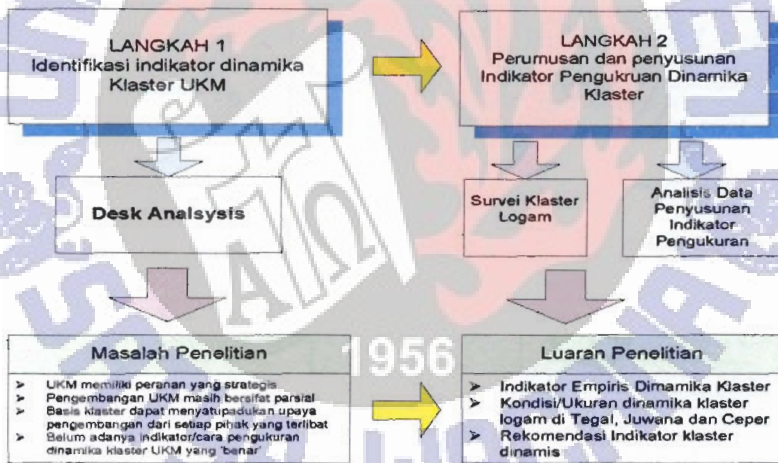 LANGKAH 1
Identifikasi indikator dinamika
Klaster UKM
LANGKAH 2
Perumusan dan penyusunan
Indikator Pengukruan Dinamika
Klaster
Desk Analsysis
Survei Klaster
Logam
Analisis Data
Penyusunan
Indikator
Pengukuran
Masalah Penelitian
➢ UKM memiliki peranan yang strategis
➢ Pengembangan UKM masih bersifat parsial
➢ Basis klaster dapat menyatupadukan upaya
pengembangan dari setiap pihak yang terlibat
➢ Belum adanya indikator/cara pengukuran
dinamika klaster UKM yang 'benar'
1956
Luaran Penelitian
➢ Indikator Empiris Dimamika Klaster
➢ Kondisi/Ukuran dinamika klaster
logam di Tegal, Juwana dan Ceper
➢ Rekomendasi Indikator klaster
dinamis